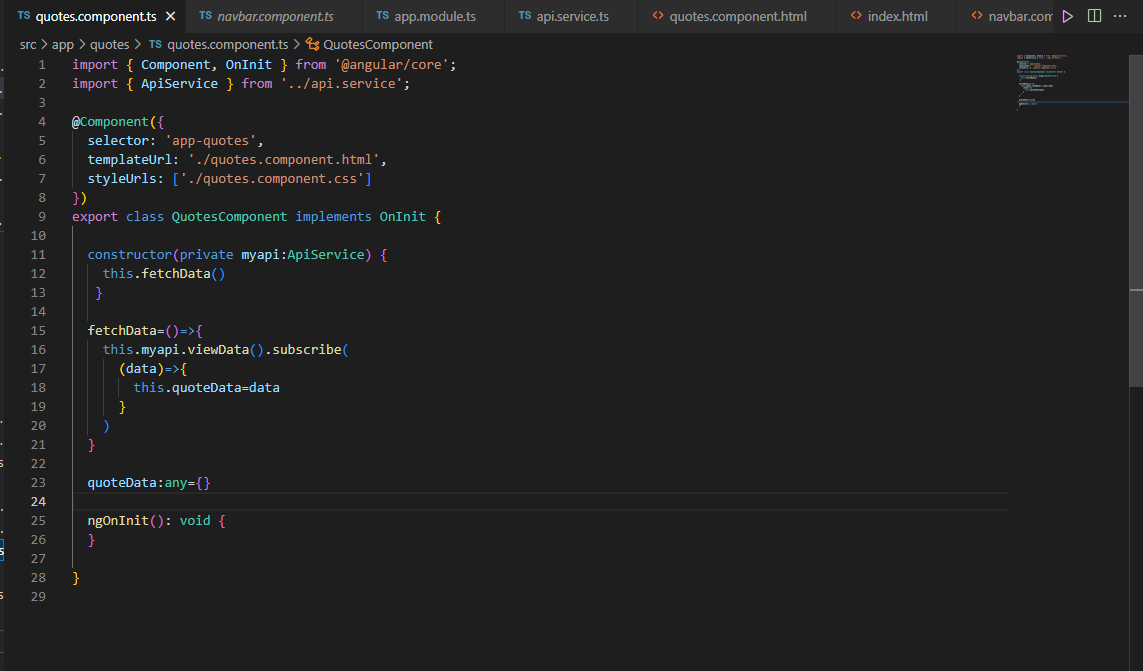 TS quotes.component.ts × TS navbar.component.ts TS app.module.ts TS api.service.ts <> quotes.component.html <> index.html <> navbar.com
src > app > quotes > TS quotes.component.ts > QuotesComponent
1 import { Component, OnInit } from '@angular/core';
2 import { ApiService } from '../api.service';
3
4 @Component({
5   selector: 'app-quotes',
6   templateUrl: './quotes.component.html',
7   styleUrls: ['./quotes.component.css']
8 })
9 export class QuotesComponent implements OnInit {
10
11   constructor(private myapi:ApiService) {
12     this.fetchData()
13    }
14
15   fetchData=()=>{
16     this.myapi.viewData().subscribe(
17       (data)=>{
18         this.quoteData=data
19       }
20     )
21   }
22
23   quoteData:any={}
24
25   ngOnInit(): void {
26   }
27
28 }
29